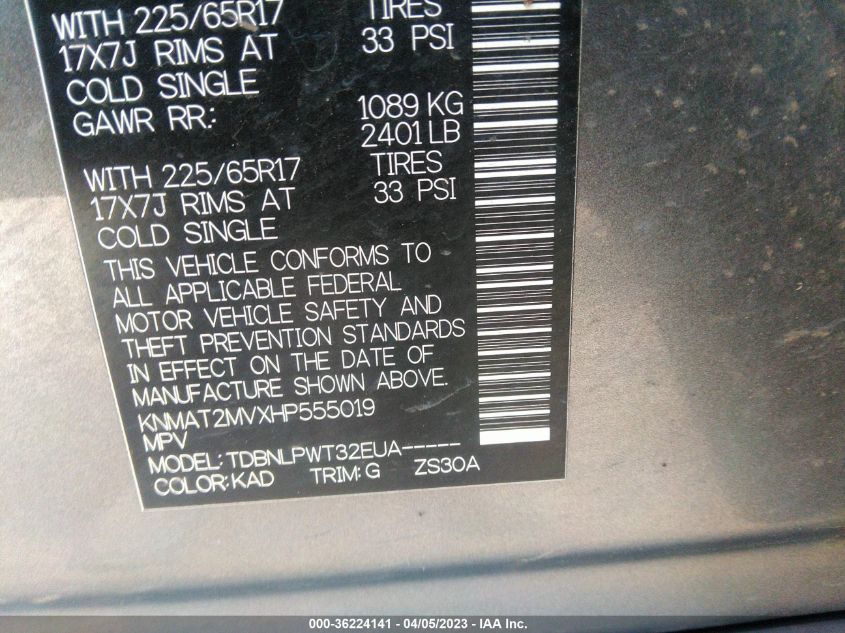 WITH 225/65R17 TIRES
17X7J RIMS AT 33 PSI
COLD SINGLE
GAWR RR: 1089 KG
2401 LB
WITH 225/65R17 TIRES
17X7J RIMS AT 33 PSI
COLD SINGLE
THIS VEHICLE CONFORMS TO
ALL APPLICABLE FEDERAL
MOTOR VEHICLE SAFETY AND
THEFT PREVENTION STANDARDS
IN EFFECT ON THE DATE OF
MANUFACTURE SHOWN ABOVE.
KNMAT2MVXHP555019
MPV
MODEL: TDBNLPWT32EUA-----
COLOR: KAD TRIM: G ZS30A
000-36224141 - 04/05/2023 - IAA Inc.